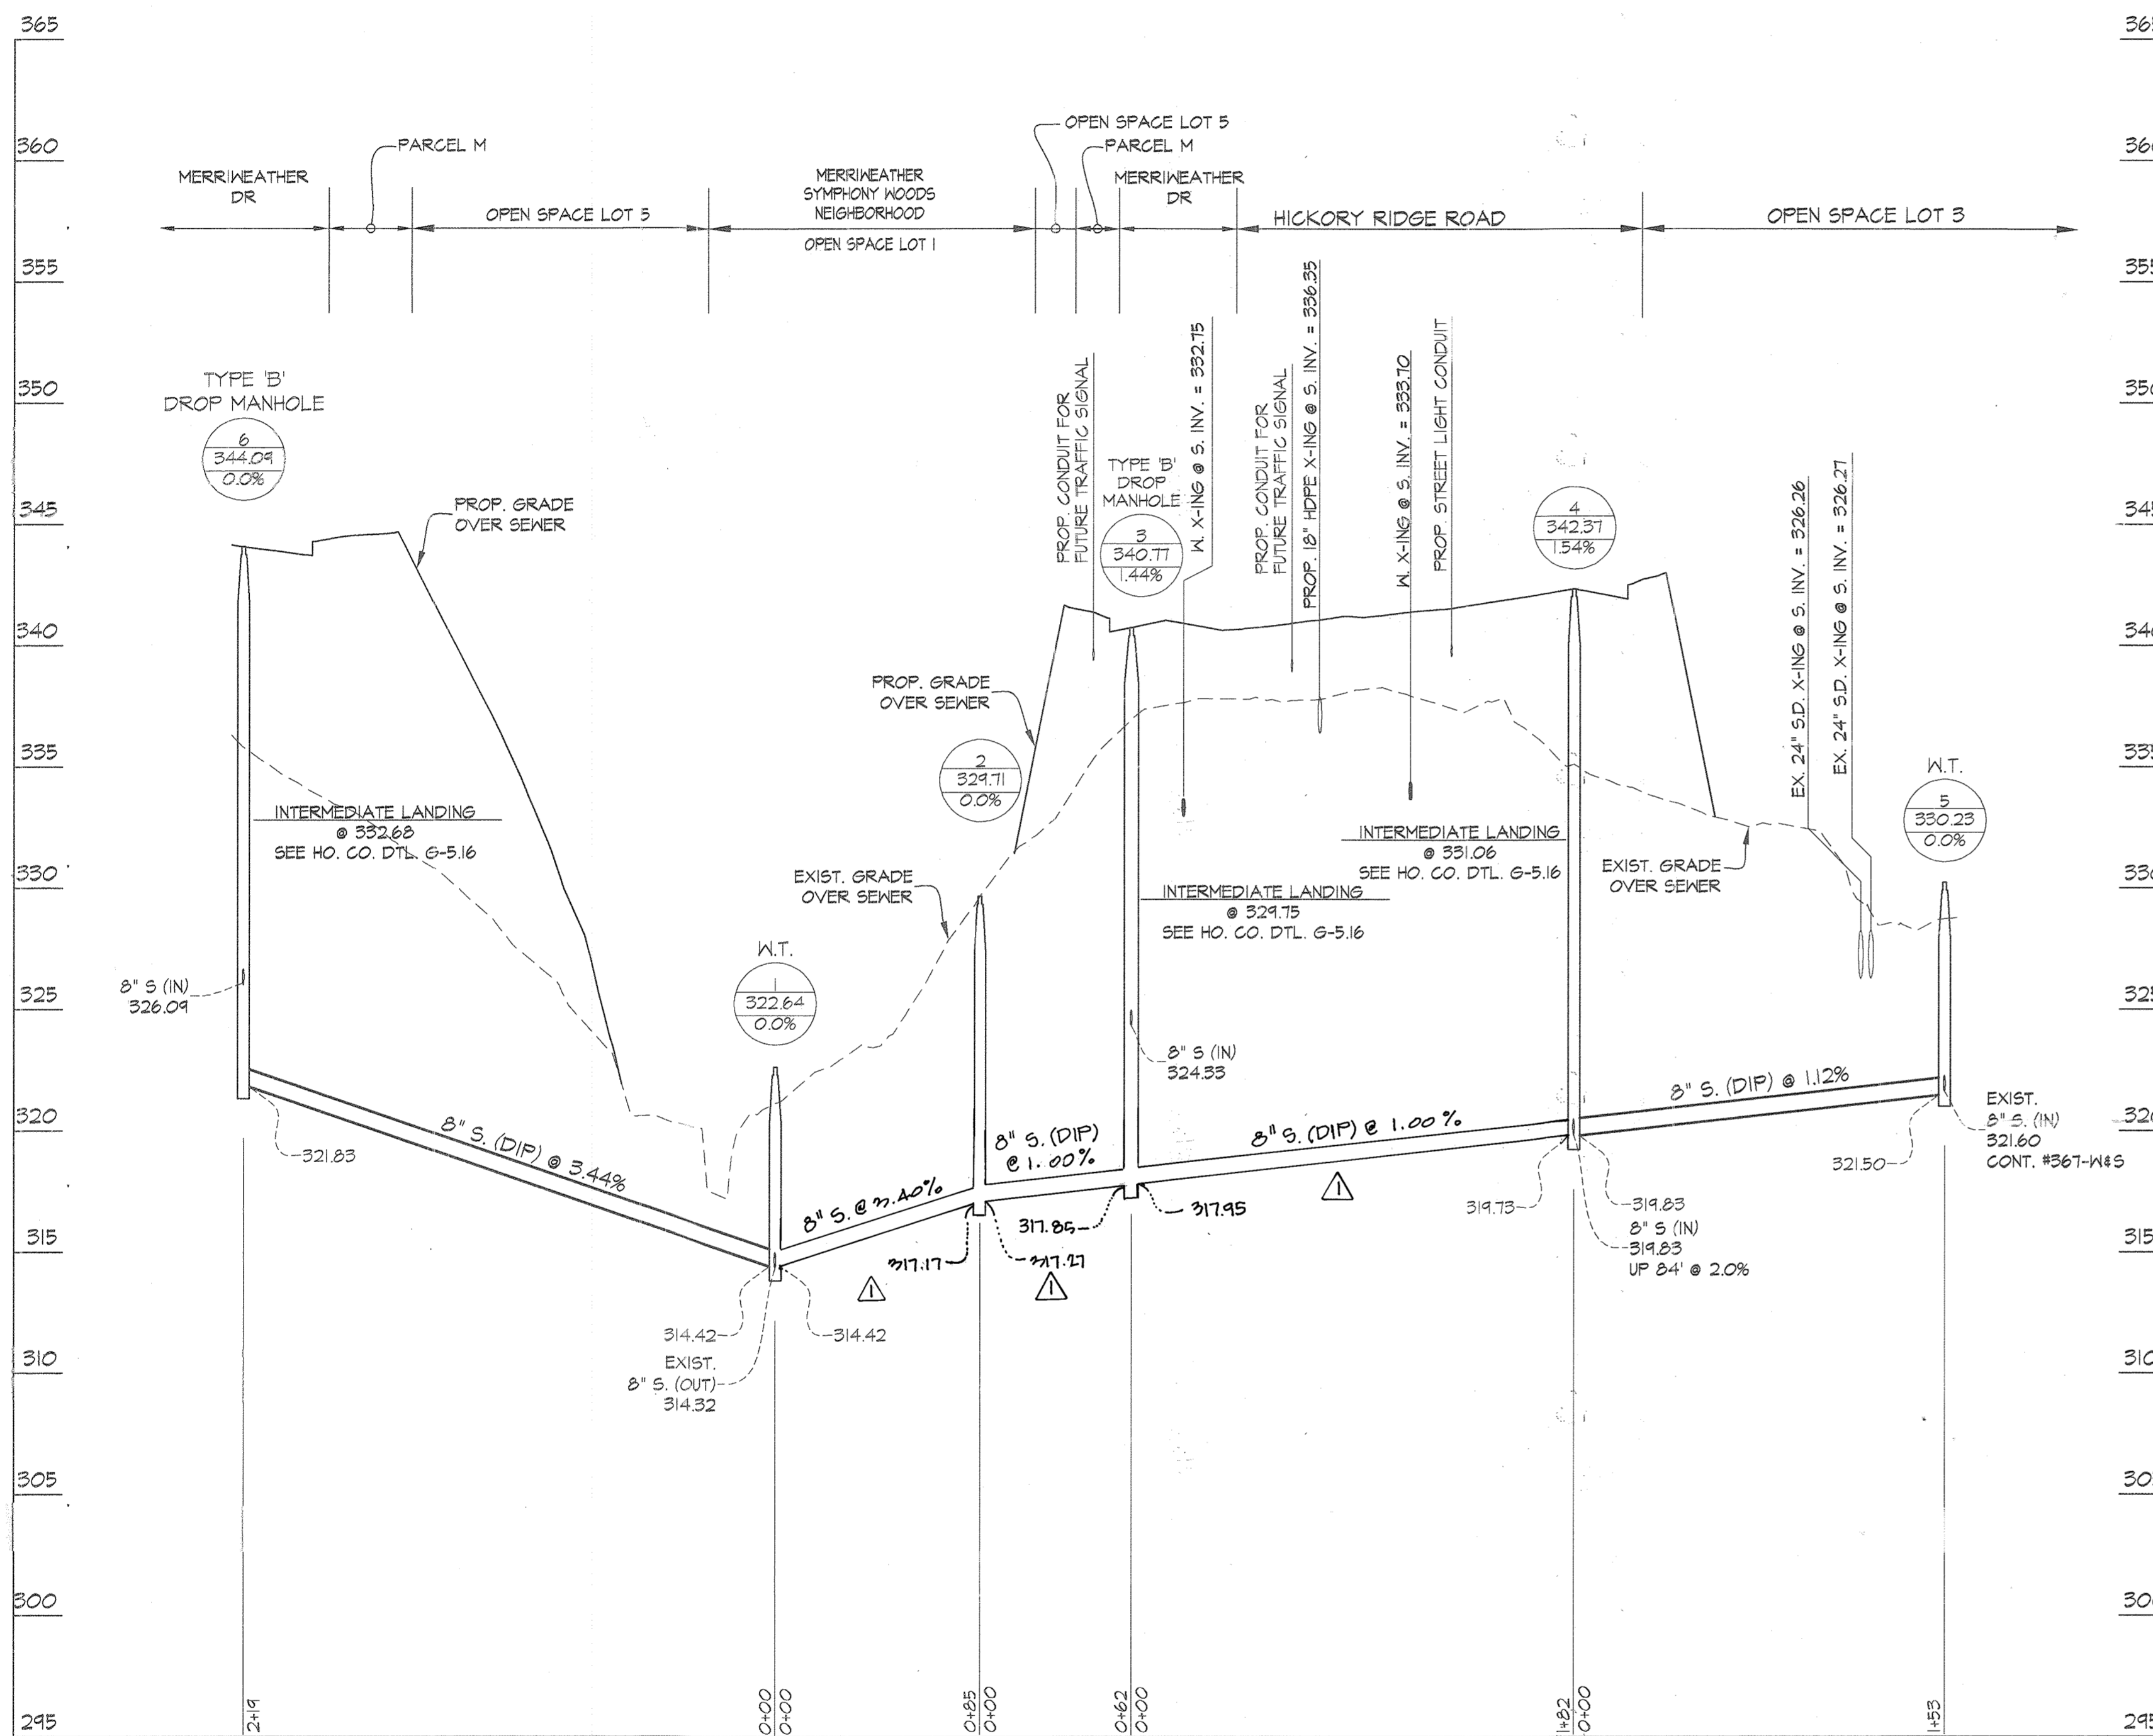 365
360
355
350
345
340
335
330
325
320
315
310
305
300
295
MERRIWEATHER
DR
PARCEL M
OPEN SPACE LOT 5
MERRIWEATHER
SYMPHONY WOODS
NEIGHBORHOOD
OPEN SPACE LOT 1
OPEN SPACE LOT 5
PARCEL M
MERRIWEATHER
DR
HICKORY RIDGE ROAD
OPEN SPACE LOT 3
TYPE 'B'
DROP MANHOLE
6
344.09
0.0%
PROP. GRADE
OVER SEWER
INTERMEDIATE LANDING
@ 332.68
SEE HO. CO. DTL. G-5.16
8" S (IN)
326.09
321.83
8" S. (DIP) @ 3.44%
W.T.
1
322.64
0.0%
314.42
314.42
EXIST.
8" S. (OUT)
314.32
EXIST. GRADE
OVER SEWER
PROP. GRADE
OVER SEWER
2
329.71
0.0%
317.17
317.27
1
1
8" S. (DIP)
@ 1.00%
PROP. CONDUIT FOR
FUTURE TRAFFIC SIGNAL
TYPE 'B'
DROP
MANHOLE
3
340.77
1.44%
W. X-ING @ S. INV. = 332.75
PROP. CONDUIT FOR
FUTURE TRAFFIC SIGNAL
PROP. 18" HDPE X-ING @ S. INV. = 336.35
W. X-ING @ S. INV. = 333.70
PROP. STREET LIGHT CONDUIT
INTERMEDIATE LANDING
@ 329.75
SEE HO. CO. DTL. G-5.16
8" S (IN)
324.33
317.85
317.95
8" S. (DIP) @ 1.00%
1
4
342.37
1.54%
INTERMEDIATE LANDING
@ 331.06
SEE HO. CO. DTL. G-5.16
319.73
319.83
8" S (IN)
319.83
UP 84' @ 2.0%
EXIST. GRADE
OVER SEWER
EX. 24" S.D. X-ING @ S. INV. = 326.26
EX. 24" S.D. X-ING @ S. INV. = 326.27
8" S. (DIP) @ 1.12%
W.T.
5
330.23
0.0%
321.50
EXIST.
8" S. (IN)
321.60
CONT. #367-W&S
2+19
0+00
0+00
0+85
0+00
0+62
0+00
1+82
0+00
1+53
8" S. @